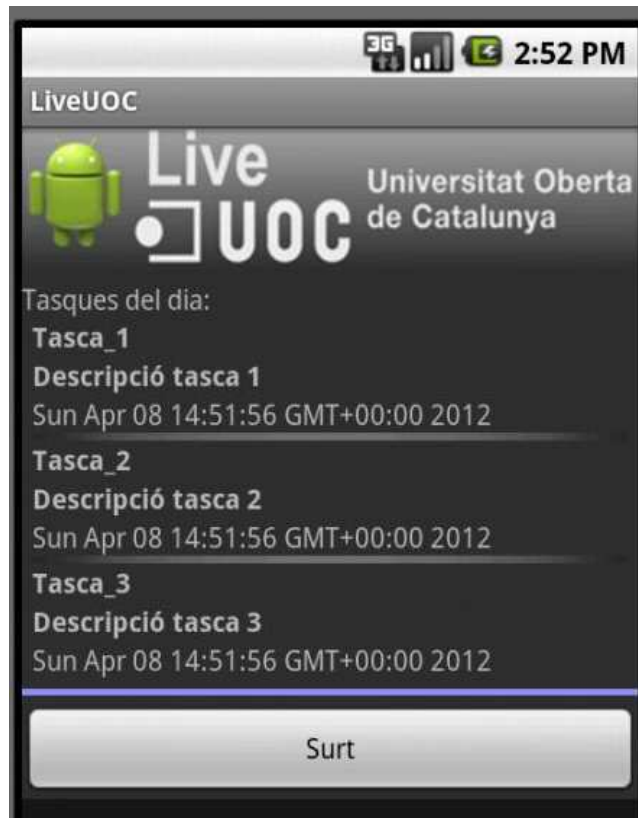 3G 2:52 PM
LiveUOC
Live
UOC
Universitat Oberta
de Catalunya
Tasques del dia:
Tasca_1
Descripció tasca 1
Sun Apr 08 14:51:56 GMT+00:00 2012
Tasca_2
Descripció tasca 2
Sun Apr 08 14:51:56 GMT+00:00 2012
Tasca_3
Descripció tasca 3
Sun Apr 08 14:51:56 GMT+00:00 2012
Surt